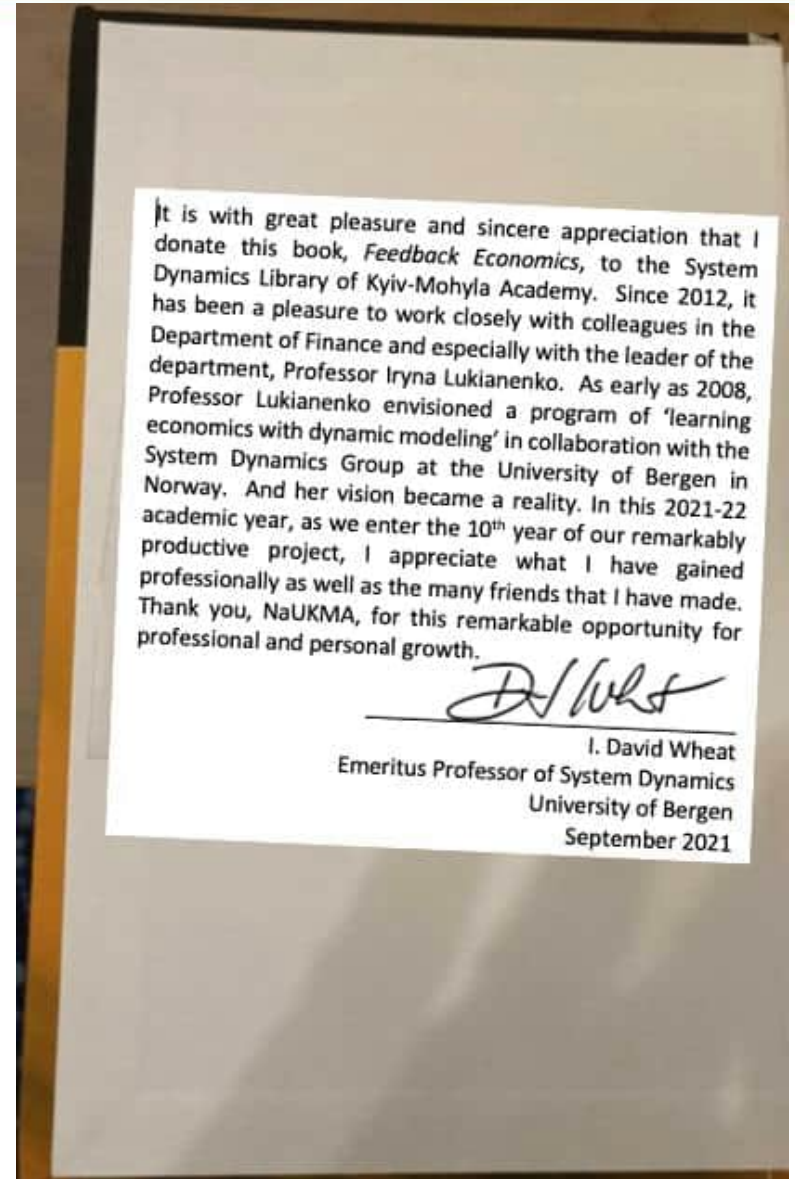 It is with great pleasure and sincere appreciation that I
donate this book, Feedback Economics, to the System
Dynamics Library of Kyiv-Mohyla Academy. Since 2012, it
has been a pleasure to work closely with colleagues in the
Department of Finance and especially with the leader of the
department, Professor Iryna Lukianenko. As early as 2008,
Professor Lukianenko envisioned a program of ‘learning
economics with dynamic modeling’ in collaboration with the
System Dynamics Group at the University of Bergen in
Norway. And her vision became a reality. In this 2021-22
academic year, as we enter the 10th year of our remarkably
productive project, I appreciate what I have gained
professionally as well as the many friends that I have made.
Thank you, NaUKMA, for this remarkable opportunity for
professional and personal growth.
I. David Wheat
Emeritus Professor of System Dynamics
University of Bergen
September 2021